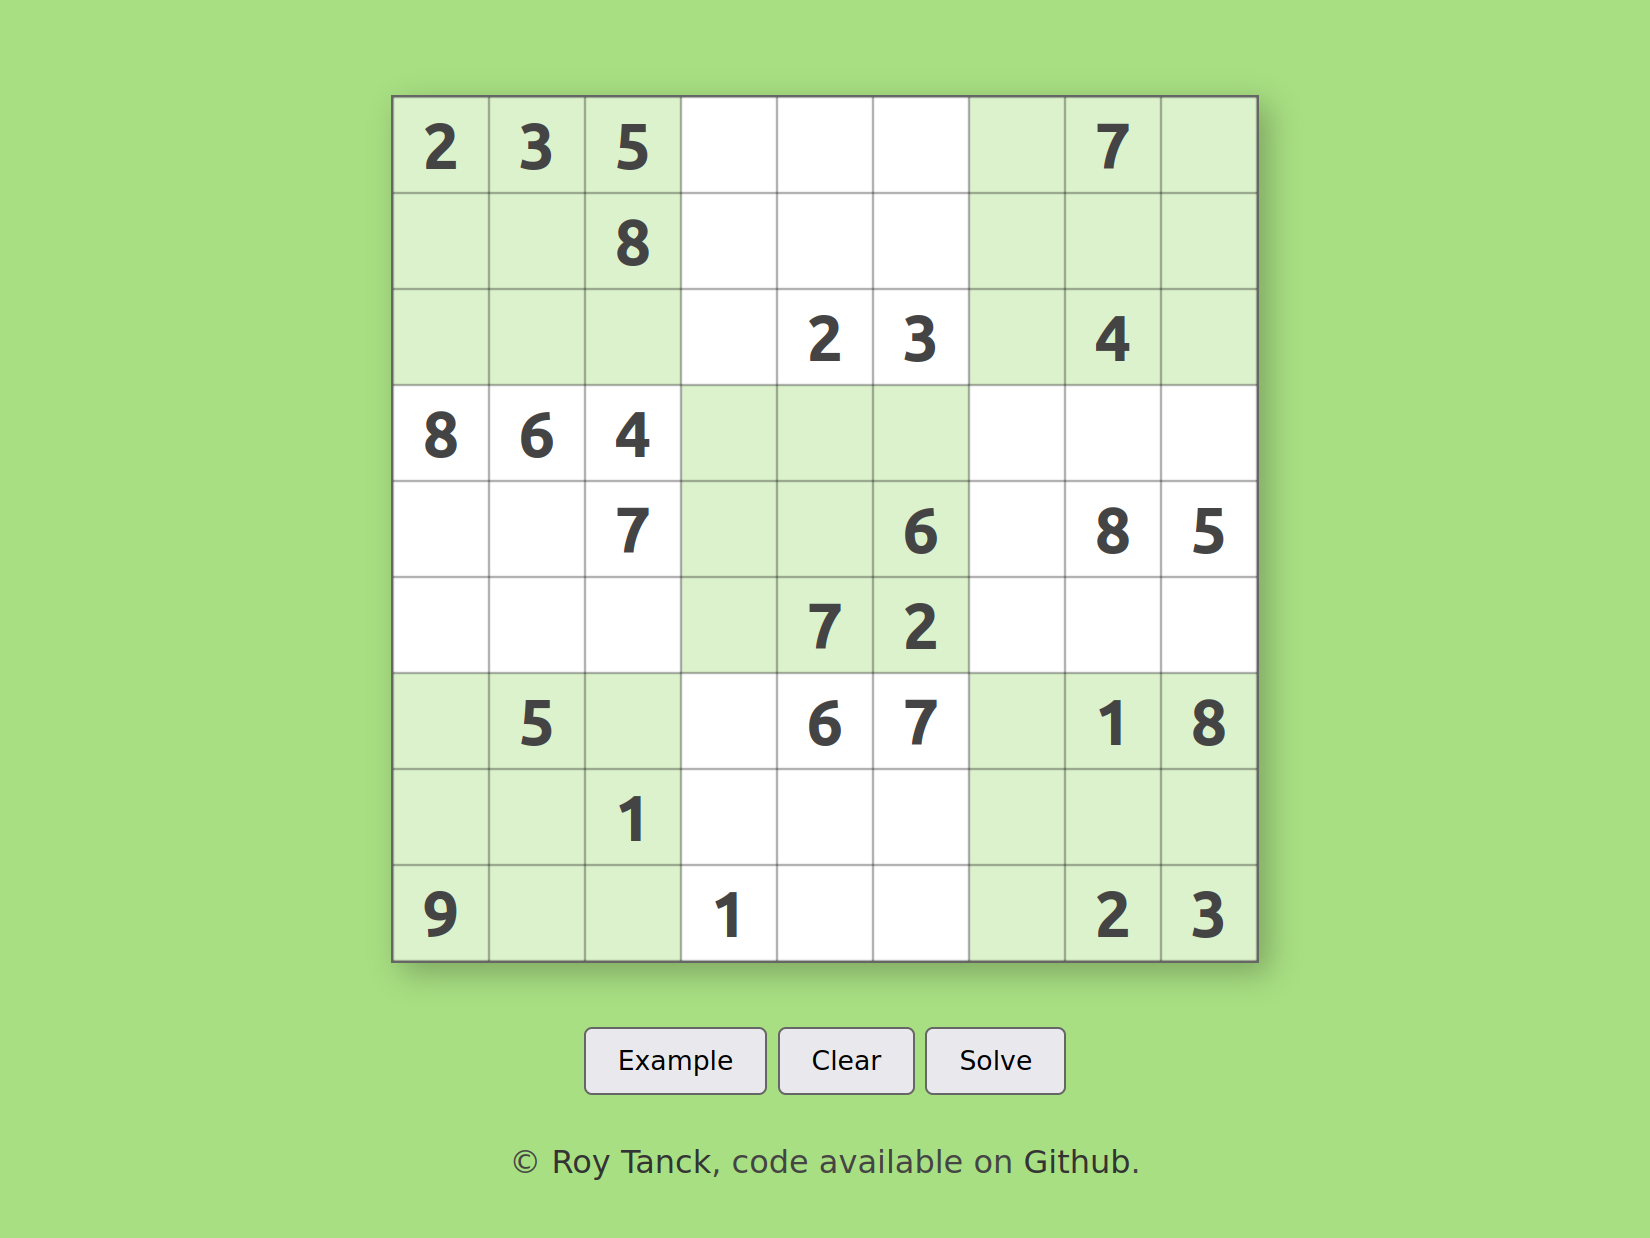 2 3 5 7
8
2 3 4
8 6 4
7 6 8 5
7 2
5 6 7 1 8
1
9 1 2 3
Example Clear Solve
© Roy Tanck, code available on Github.